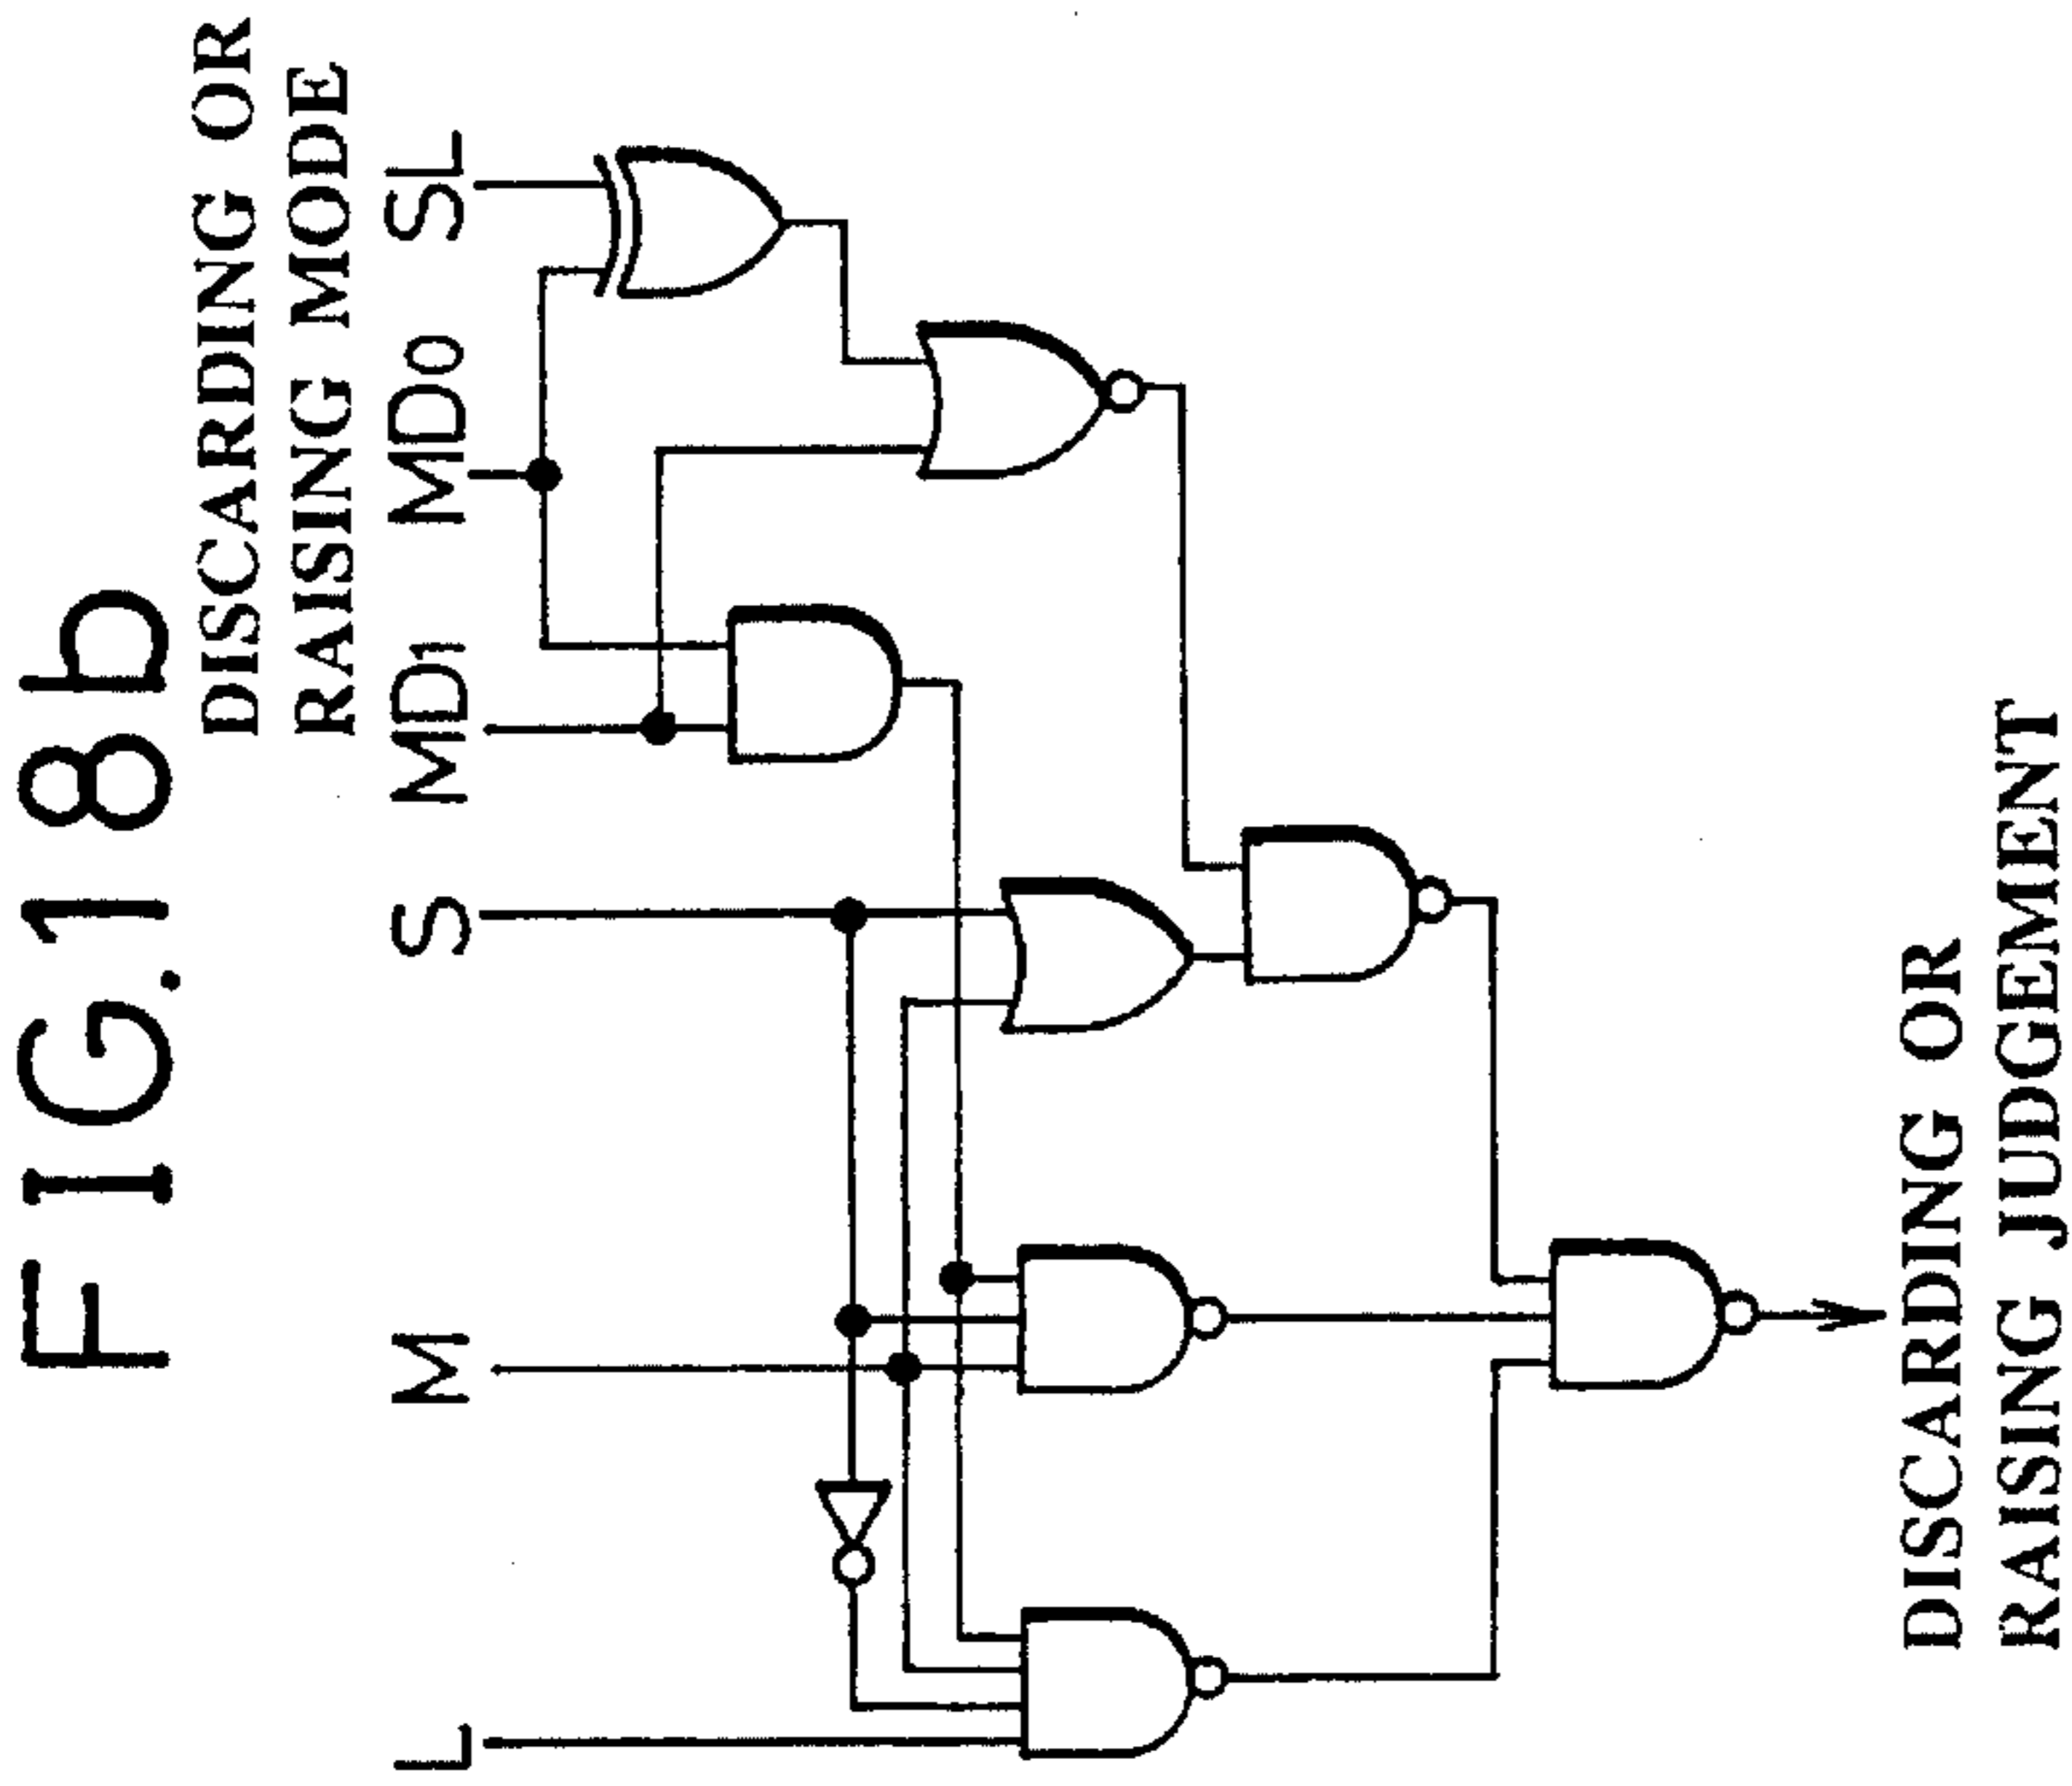 FIG.18b
DISCARDING OR
RAISING MODE
L M S MD1 MD0 SL
DISCARDING OR
RAISING JUDGEMENT